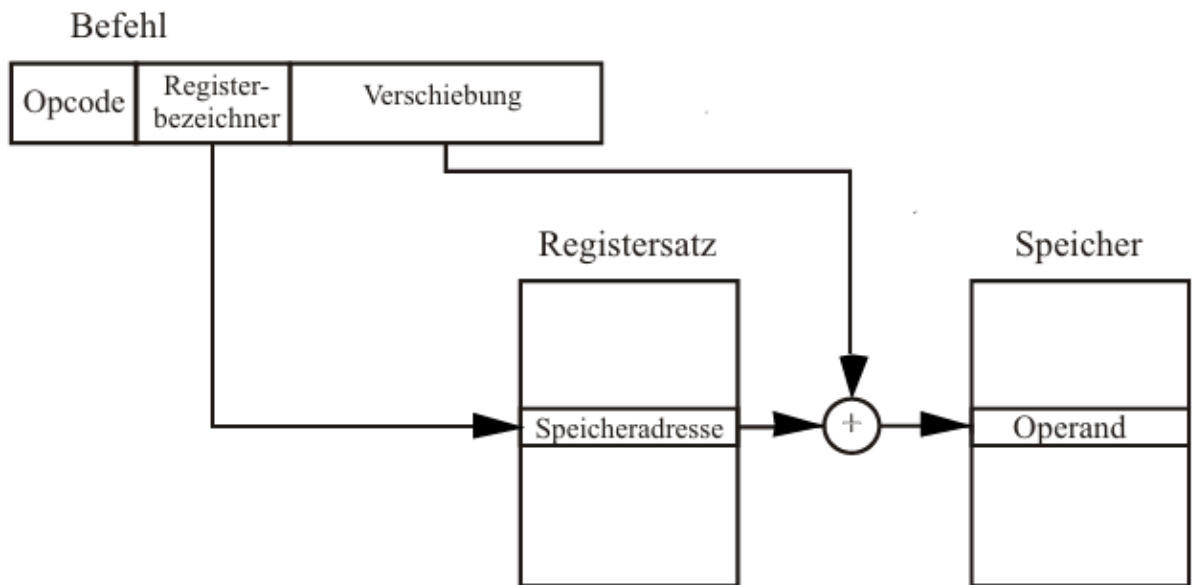 Befehl
Opcode
Register-
bezeichner
Verschiebung
Registersatz
Speicher
Speicheradresse
+
Operand